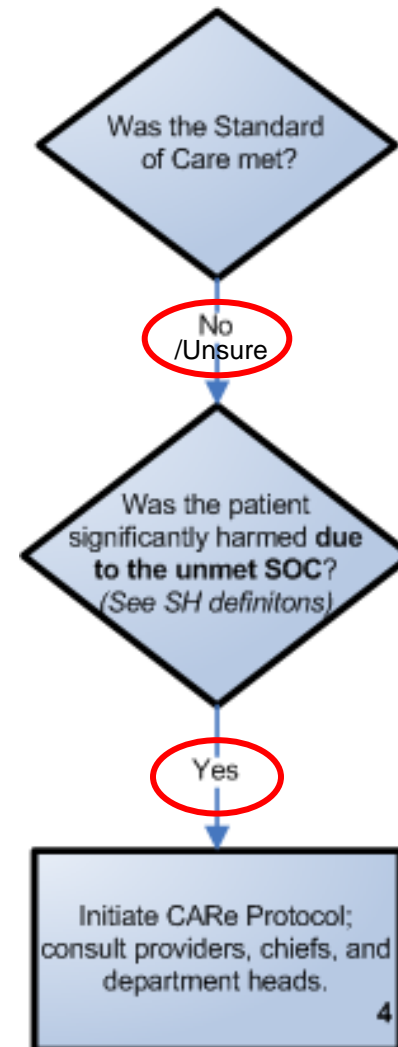 Was the Standard
of Care met?
No
/Unsure
Was the patient
significantly harmed due
to the unmet SOC?
(See SH definitons)
Yes
Initiate CARe Protocol;
consult providers, chiefs, and
department heads.
4